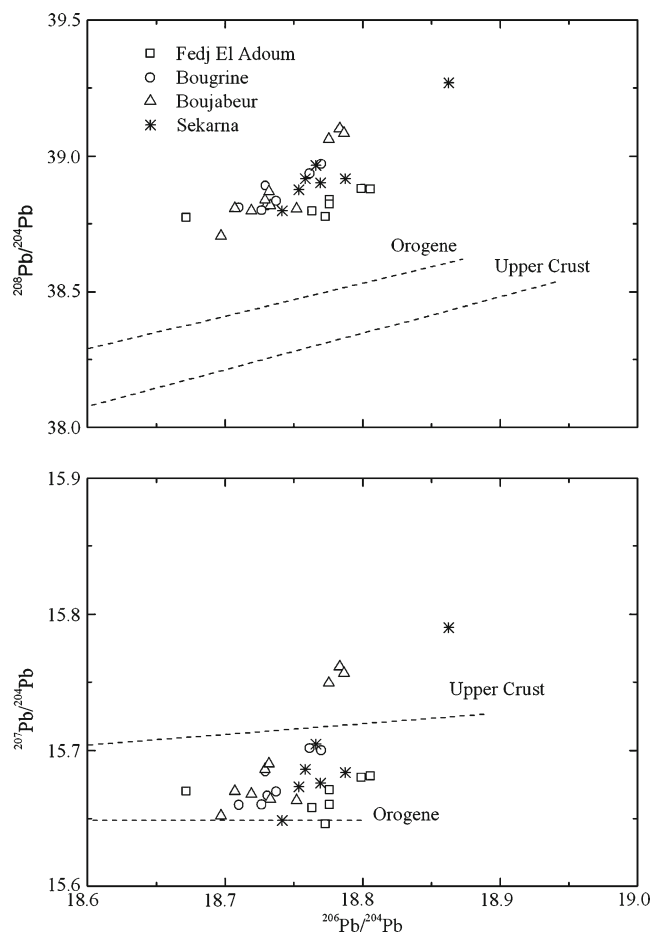 39.5
39.0
38.5
38.0
²⁰⁸Pb/²⁰⁴Pb
Fedj El Adoum
Bougrine
Boujabeur
Sekarna
Orogene
Upper Crust
15.9
15.8
15.7
15.6
²⁰⁷Pb/²⁰⁴Pb
Upper Crust
Orogene
18.6 18.7 18.8 18.9 19.0
²⁰⁶Pb/²⁰⁴Pb